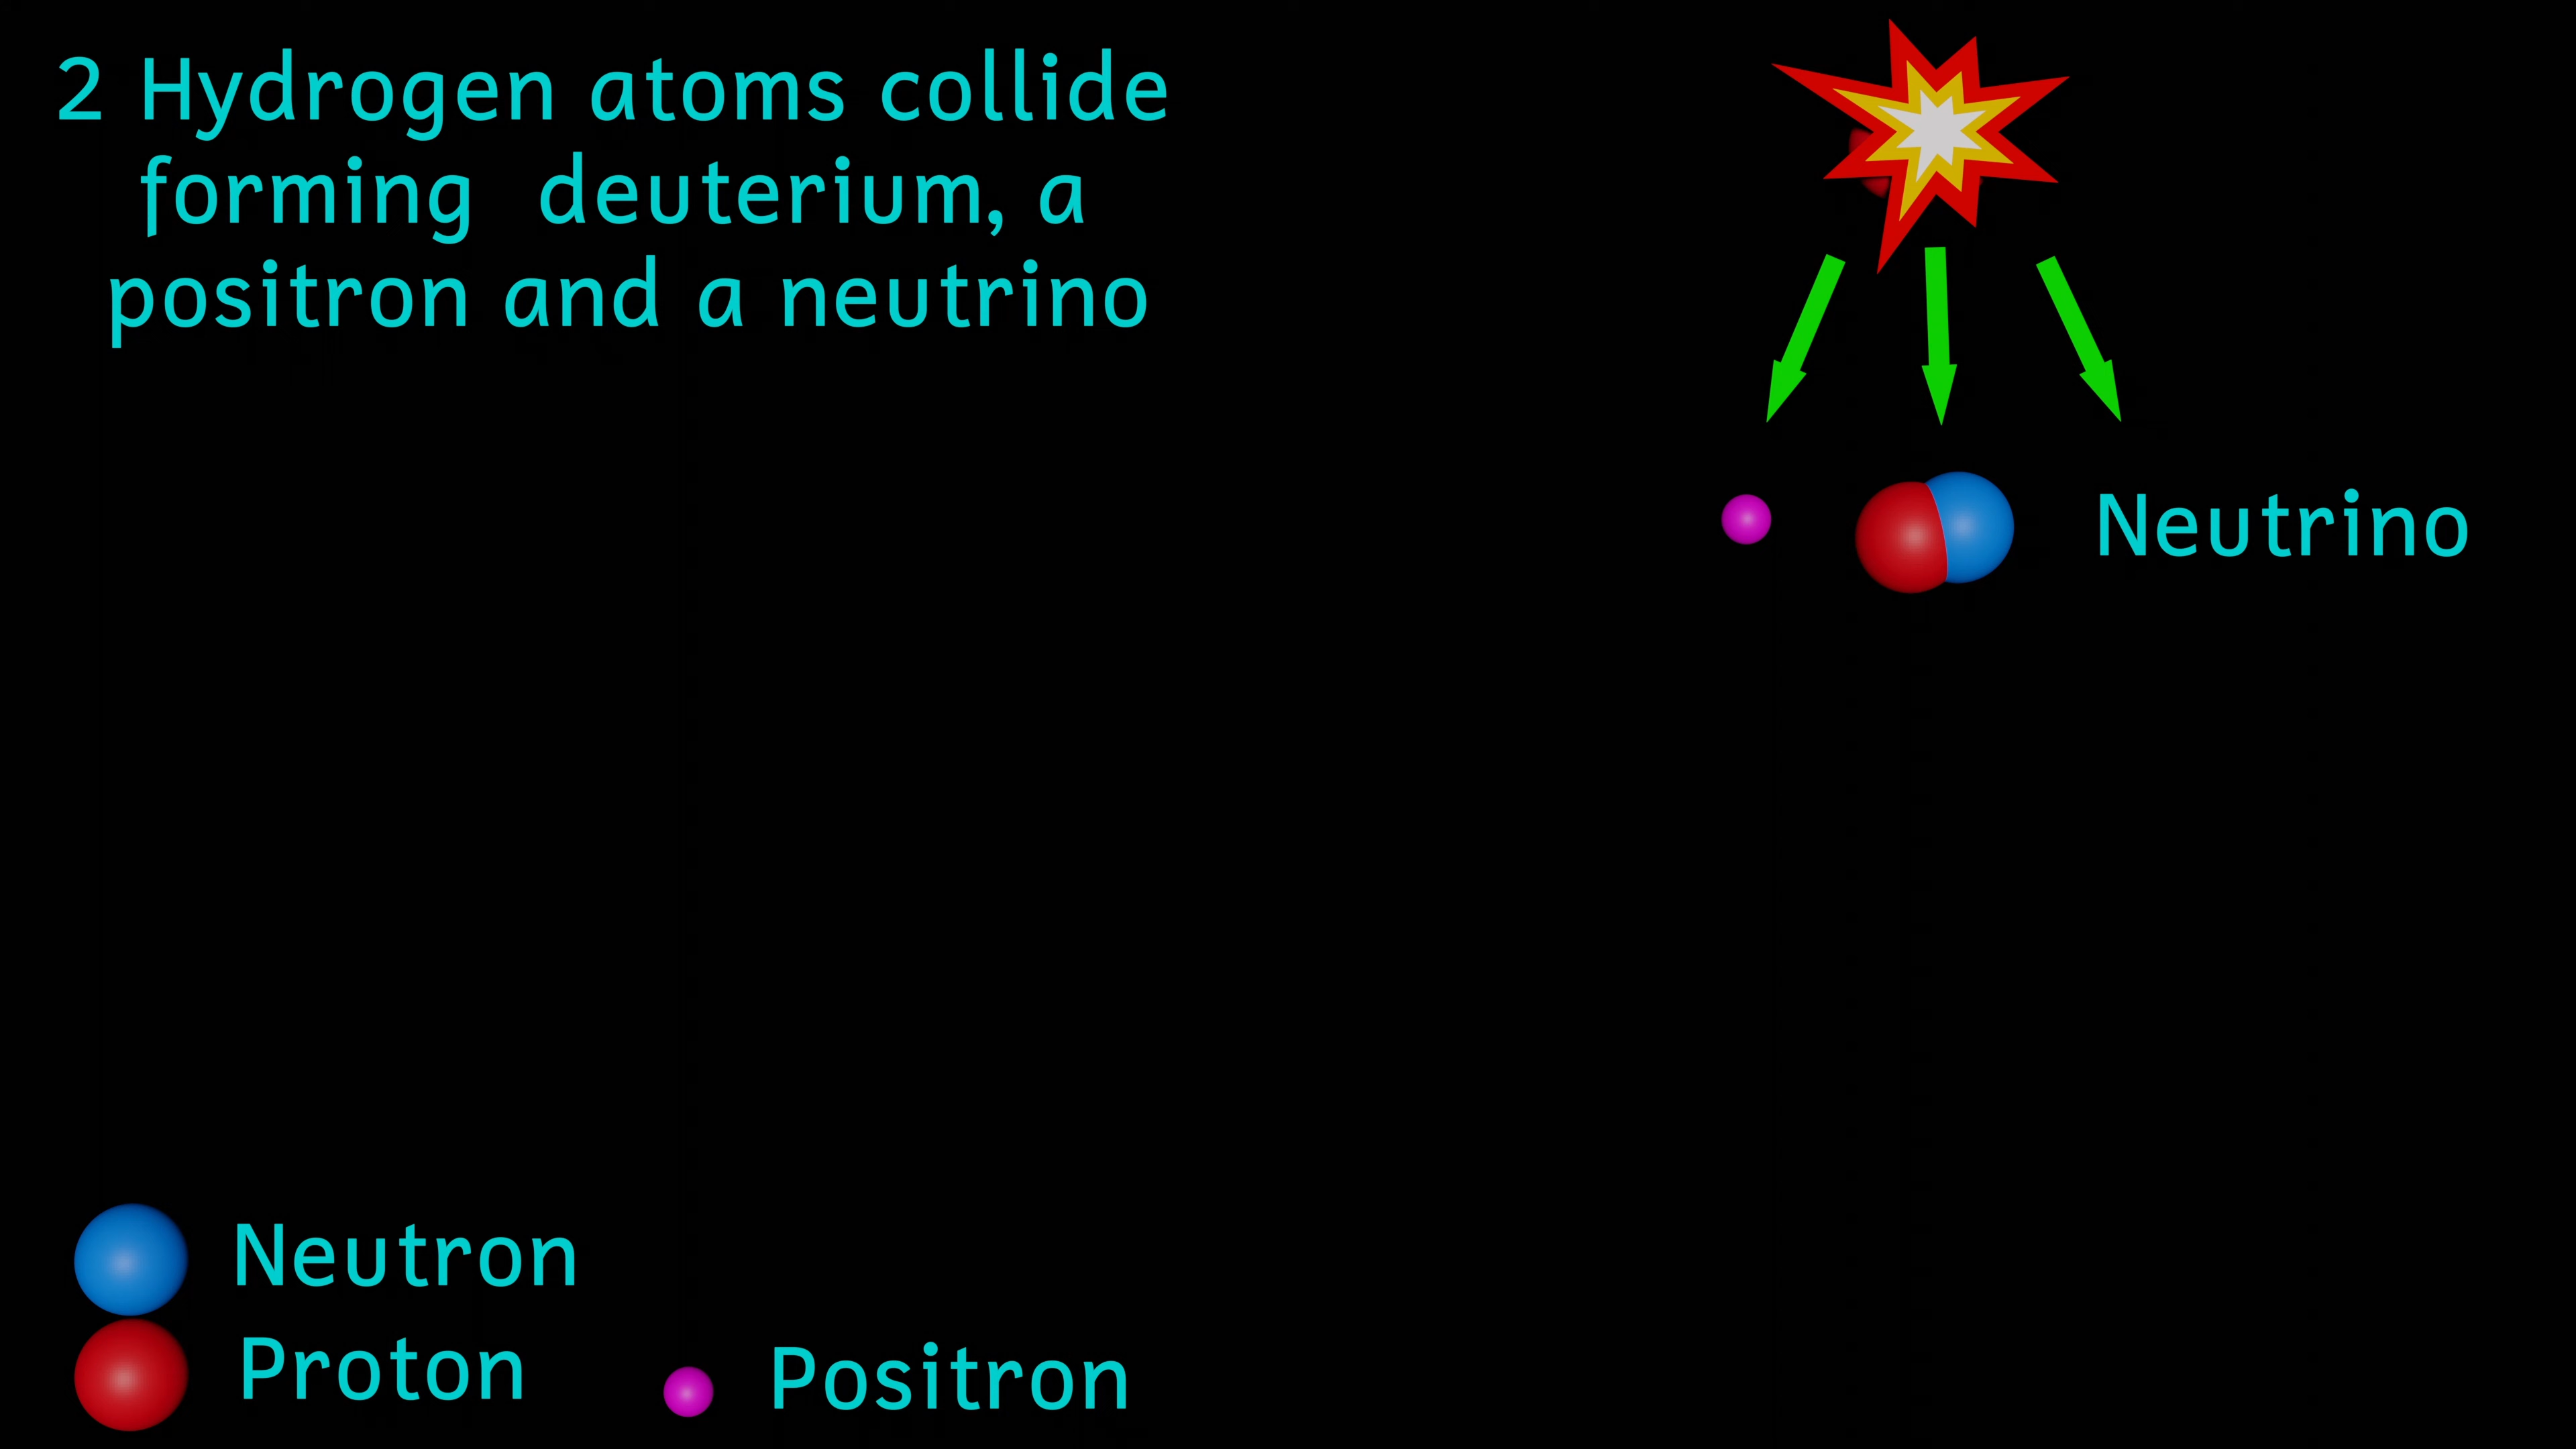 2 Hydrogen atoms collide
forming deuterium, a
positron and a neutrino
Neutrino
Neutron
Proton
Positron